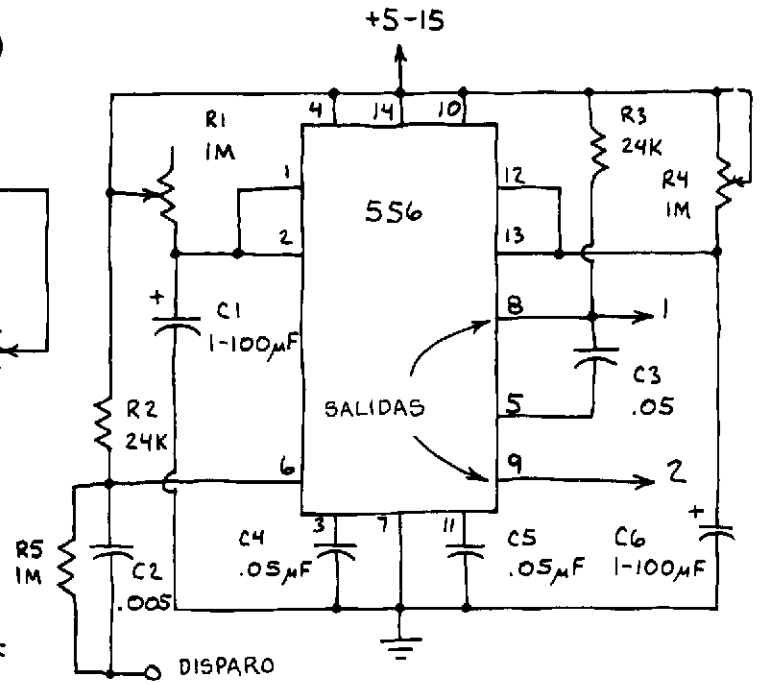 +5-15
4
14
10
R1
1M
R3
24K
R4
1M
1
12
556
2
13
+
C1
1-100µF
8
1
C3
.05
SALIDAS
5
R2
24K
6
9
2
+
3
7
11
C4
.05µF
C5
.05µF
C6
1-100µF
R5
1M
C2
.005
DISPARO